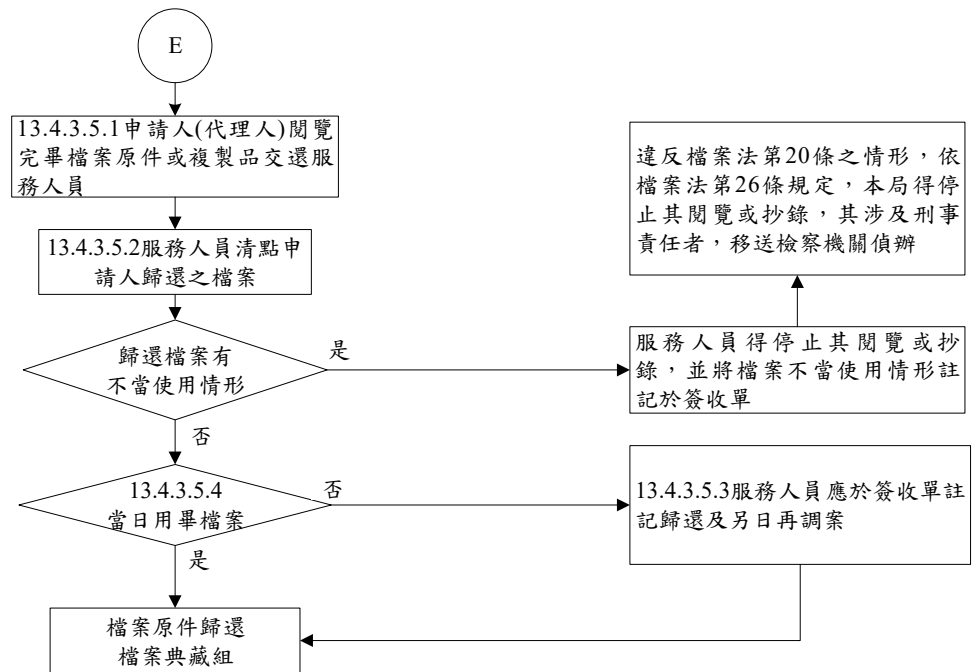 E
13.4.3.5.1申請人(代理人)閱覽
完畢檔案原件或複製品交還服
務人員
13.4.3.5.2服務人員清點申
請人歸還之檔案
歸還檔案有
不當使用情形
是
否
服務人員得停止其閱覽或抄
錄，並將檔案不當使用情形註
記於簽收單
違反檔案法第20條之情形，依
檔案法第26條規定，本局得停
止其閱覽或抄錄，其涉及刑事
責任者，移送檢察機關偵辦
13.4.3.5.4
當日用畢檔案
否
是
13.4.3.5.3服務人員應於簽收單註
記歸還及另日再調案
檔案原件歸還
檔案典藏組